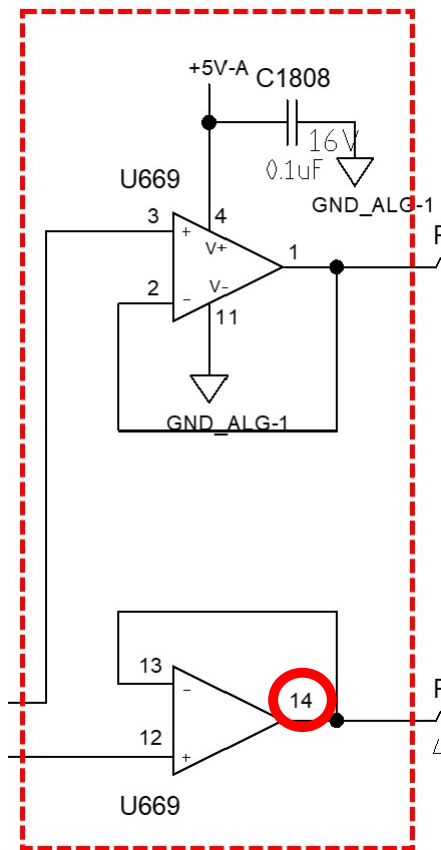 +5V-A
C1808
16V
0.1uF
GND_ALG-1
U669
3
4
+
V+
1
2
-
V-
11
GND_ALG-1
13
-
14
12
+
U669